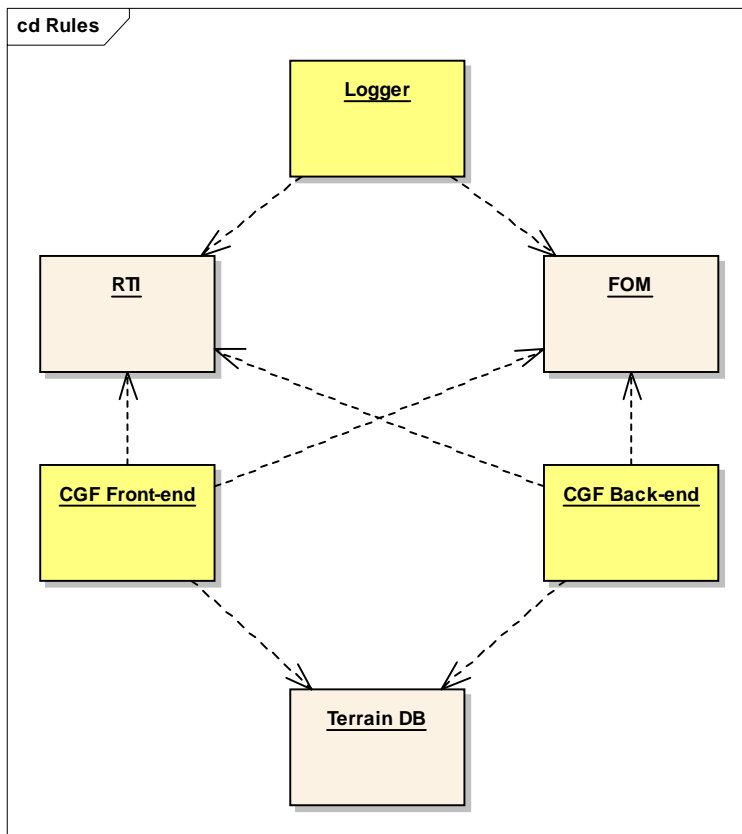 cd Rules
Logger
RTI
FOM
CGF Front-end
CGF Back-end
Terrain DB